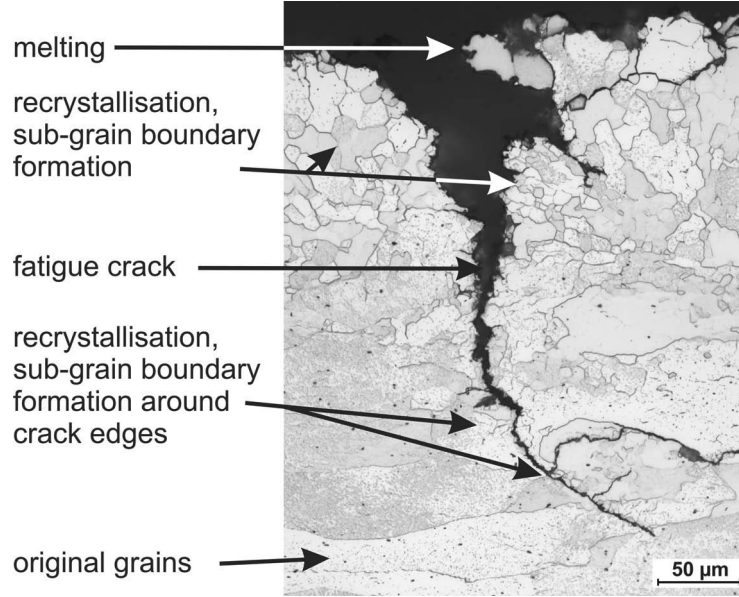 melting
recrystallisation,
sub-grain boundary
formation
fatigue crack
recrystallisation,
sub-grain boundary
formation around
crack edges
original grains
50 µm